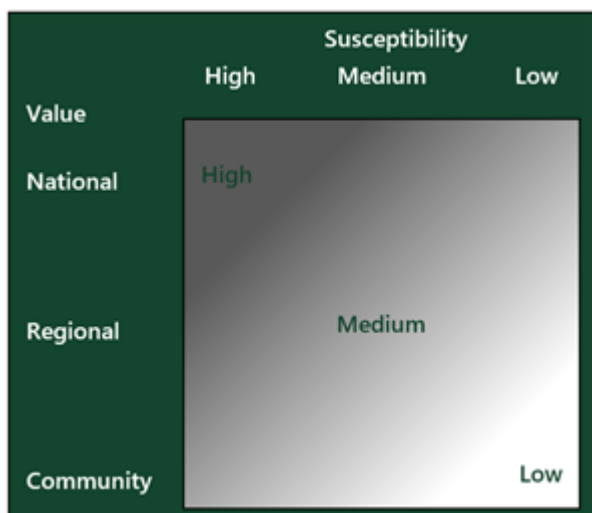 Susceptibility
High Medium Low
Value
National High
Regional Medium
Community Low